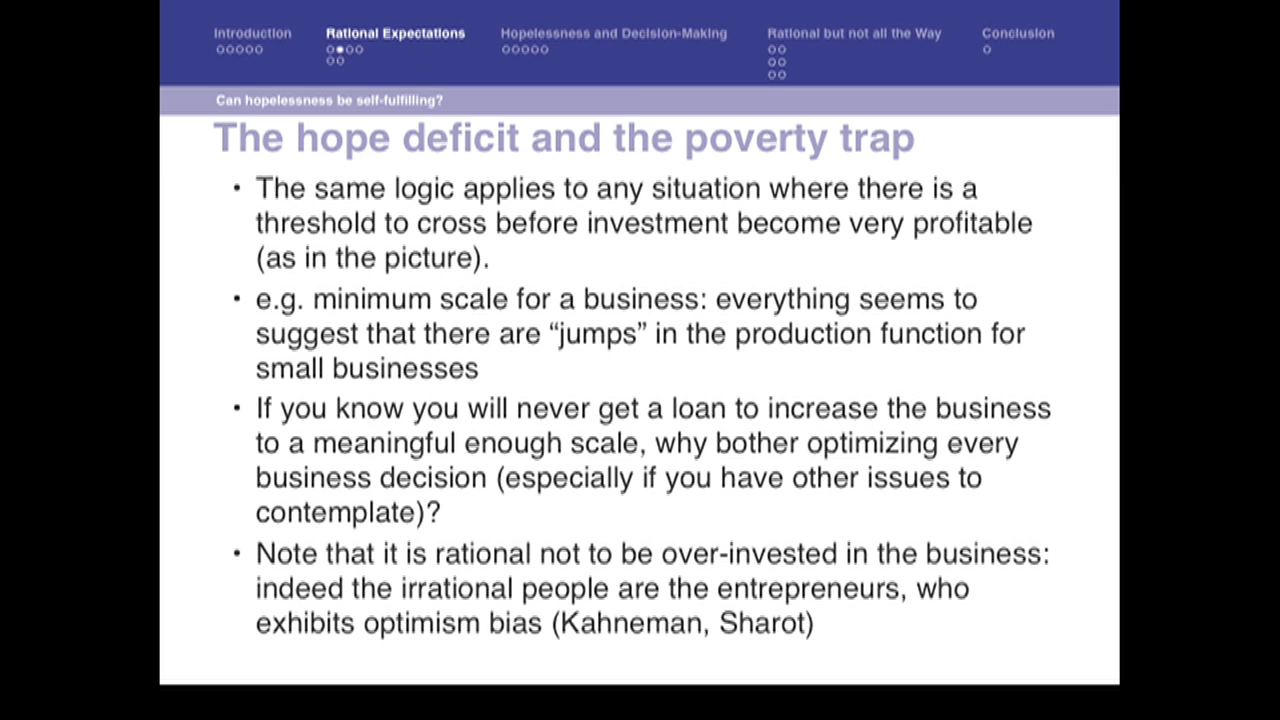 Introduction Rational Expectations Hopelessness and Decision-Making Rational but not all the Way Conclusion
Can hopelessness be self-fulfilling?
The hope deficit and the poverty trap
• The same logic applies to any situation where there is a
threshold to cross before investment become very profitable
(as in the picture).
• e.g. minimum scale for a business: everything seems to
suggest that there are “jumps” in the production function for
small businesses
• If you know you will never get a loan to increase the business
to a meaningful enough scale, why bother optimizing every
business decision (especially if you have other issues to
contemplate)?
• Note that it is rational not to be over-invested in the business:
indeed the irrational people are the entrepreneurs, who
exhibits optimism bias (Kahneman, Sharot)